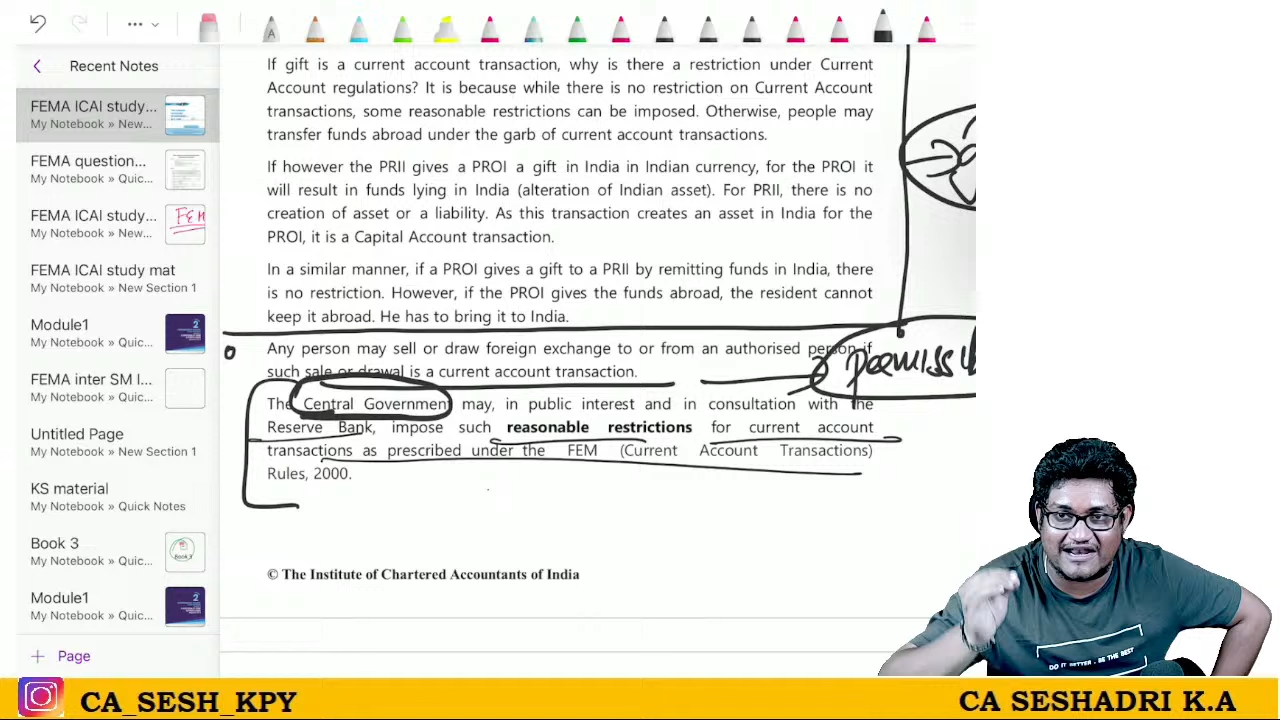 Recent Notes
FEMA ICAI study...
My Notebook » New...
FEMA question...
My Notebook » Quic...
FEMA ICAI study...
My Notebook » New...
FEM
FEMA ICAI study mat
My Notebook » New Section 1
Module1
My Notebook » Quic...
2
FEMA inter SM I...
My Notebook » Quic...
Untitled Page
My Notebook » New Section 1
KS material
My Notebook » Quick Notes
Book 3
My Notebook » Quic...
Book 3
Module1
My Notebook » Quic...
2
+ Page
A
If gift is a current account transaction, why is there a restriction under Current
Account regulations? It is because while there is no restriction on Current Account
transactions, some reasonable restrictions can be imposed. Otherwise, people may
transfer funds abroad under the garb of current account transactions.
If however the PRII gives a PROI a gift in India in Indian currency, for the PROI it
will result in funds lying in India (alteration of Indian asset). For PRII, there is no
creation of asset or a liability. As this transaction creates an asset in India for the
PROI, it is a Capital Account transaction.
In a similar manner, if a PROI gives a gift to a PRII by remitting funds in India, there
is no restriction. However, if the PROI gives the funds abroad, the resident cannot
keep it abroad. He has to bring it to India.
Any person may sell or draw foreign exchange to or from an authorised person if
such sale or drawal is a current account transaction.
The Central Government may, in public interest and in consultation with the
Reserve Bank, impose such reasonable restrictions for current account
transactions as prescribed under the FEM (Current Account Transactions)
Rules, 2000.
© The Institute of Chartered Accountants of India
DO IT BETTER - BE THE BEST
CA_SESH_KPY
CA SESHADRI K.A